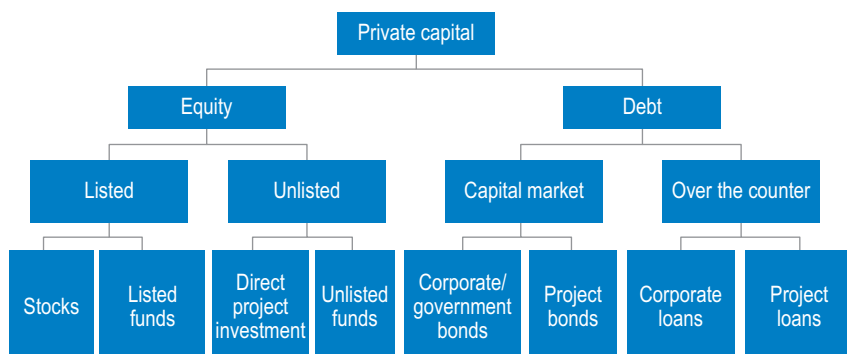 Private capital
Equity
Debt
Listed
Unlisted
Capital market
Over the counter
Stocks
Listed
funds
Direct
project
investment
Unlisted
funds
Corporate/
government
bonds
Project
bonds
Corporate
loans
Project
loans